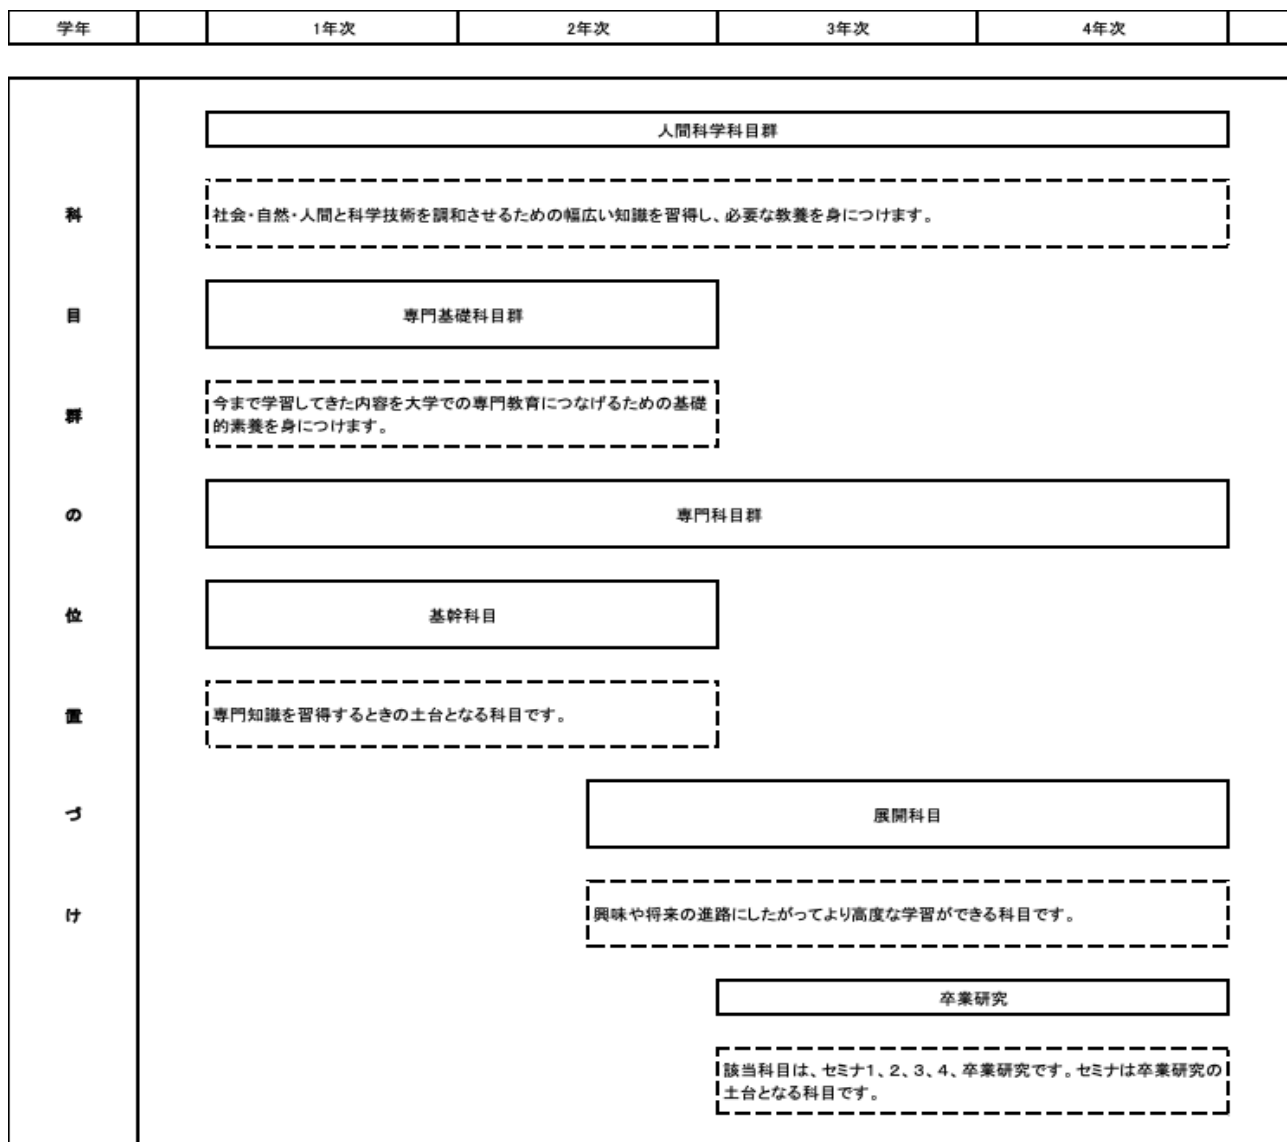 学年
1年次
2年次
3年次
4年次
科
目
群
の
位
置
づ
け
人間科学科目群
社会・自然・人間と科学技術を調和させるための幅広い知識を習得し、必要な教養を身につけます。
専門基礎科目群
今まで学習してきた内容を大学での専門教育につなげるための基礎
的素養を身につけます。
専門科目群
基幹科目
専門知識を習得するときの土台となる科目です。
展開科目
興味や将来の進路にしたがってより高度な学習ができる科目です。
卒業研究
該当科目は、セミナ1、2、3、4、卒業研究です。セミナは卒業研究の
土台となる科目です。